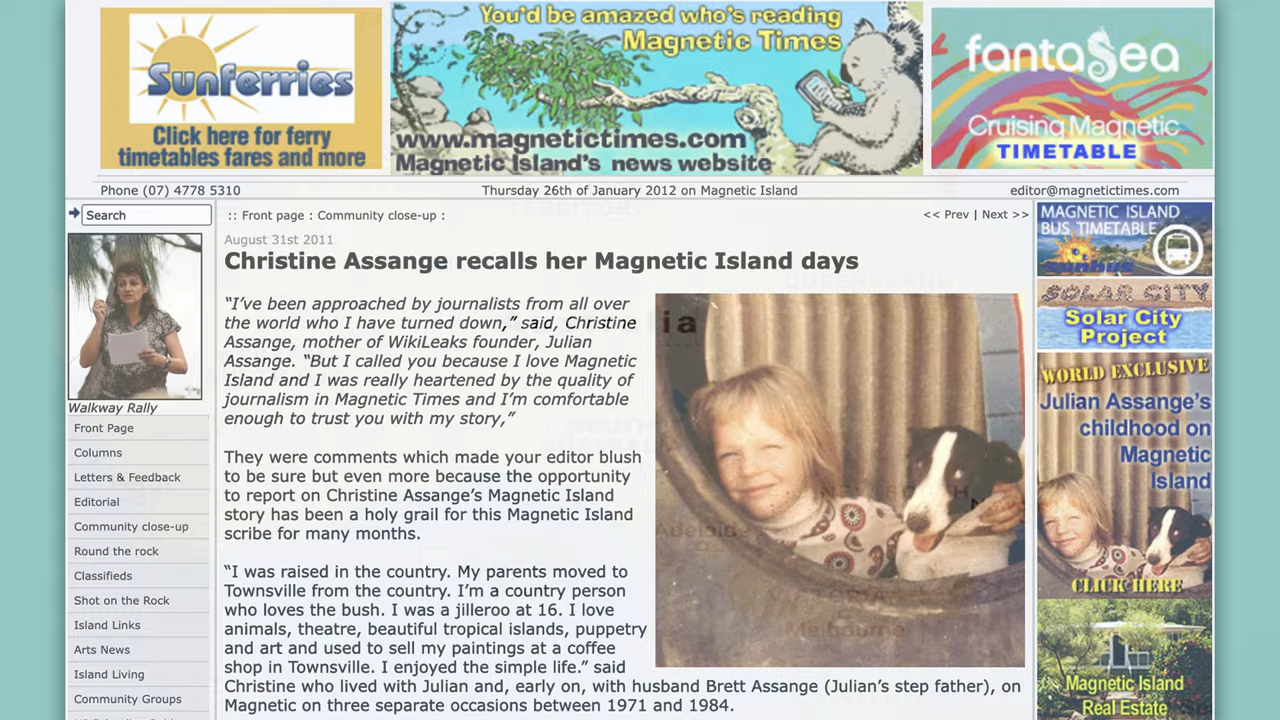 Sunferries
Click here for ferry
timetables fares and more
You'd be amazed who's reading
Magnetic Times
www.magnetictimes.com
Magnetic Island's news website
fantaSea
Cruising Magnetic
TIMETABLE
Phone (07) 4778 5310
Thursday 26th of January 2012 on Magnetic Island
editor@magnetictimes.com
Search
:: Front page : Community close-up :
<< Prev | Next >>
Walkway Rally
Front Page
Columns
Letters & Feedback
Editorial
Community close-up
Round the rock
Classifieds
Shot on the Rock
Island Links
Arts News
Island Living
Community Groups
August 31st 2011
Christine Assange recalls her Magnetic Island days
“I’ve been approached by journalists from all over
the world who I have turned down,” said, Christine
Assange, mother of WikiLeaks founder, Julian
Assange. “But I called you because I love Magnetic
Island and I was really heartened by the quality of
journalism in Magnetic Times and I’m comfortable
enough to trust you with my story,”
They were comments which made your editor blush
to be sure but even more because the opportunity
to report on Christine Assange’s Magnetic Island
story has been a holy grail for this Magnetic Island
scribe for many months.
“I was raised in the country. My parents moved to
Townsville from the country. I’m a country person
who loves the bush. I was a jilleroo at 16. I love
animals, theatre, beautiful tropical islands, puppetry
and art and used to sell my paintings at a coffee
shop in Townsville. I enjoyed the simple life.” said
Christine who lived with Julian and, early on, with husband Brett Assange (Julian’s step father), on
Magnetic on three separate occasions between 1971 and 1984.
Adelaide
Melbourne
MAGNETIC ISLAND
BUS TIMETABLE
sunbus
SOLAR CITY
Solar City
Project
WORLD EXCLUSIVE
Julian Assange's
childhood on
Magnetic
Island
CLICK HERE
Magnetic Island
Real Estate